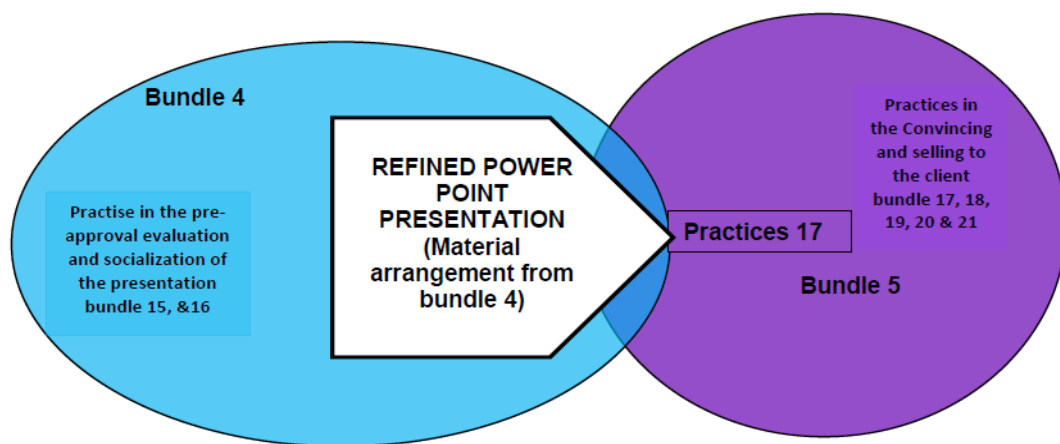 Bundle 4
Practise in the pre-
approval evaluation
and socialization of
the presentation
bundle 15, &16
REFINED POWER
POINT
PRESENTATION
(Material
arrangement from
bundle 4)
Practices 17
Practices in
the Convincing
and selling to
the client
bundle 17, 18,
19, 20 & 21
Bundle 5